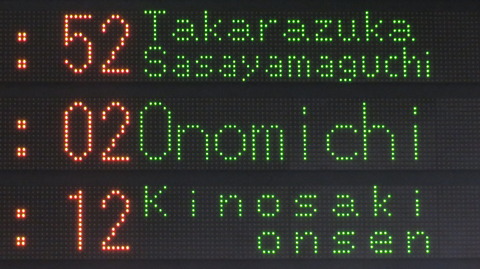 :52 Takarazuka
Sasayamaguchi
:02 Onomichi
:12 Kinosaki
onsen